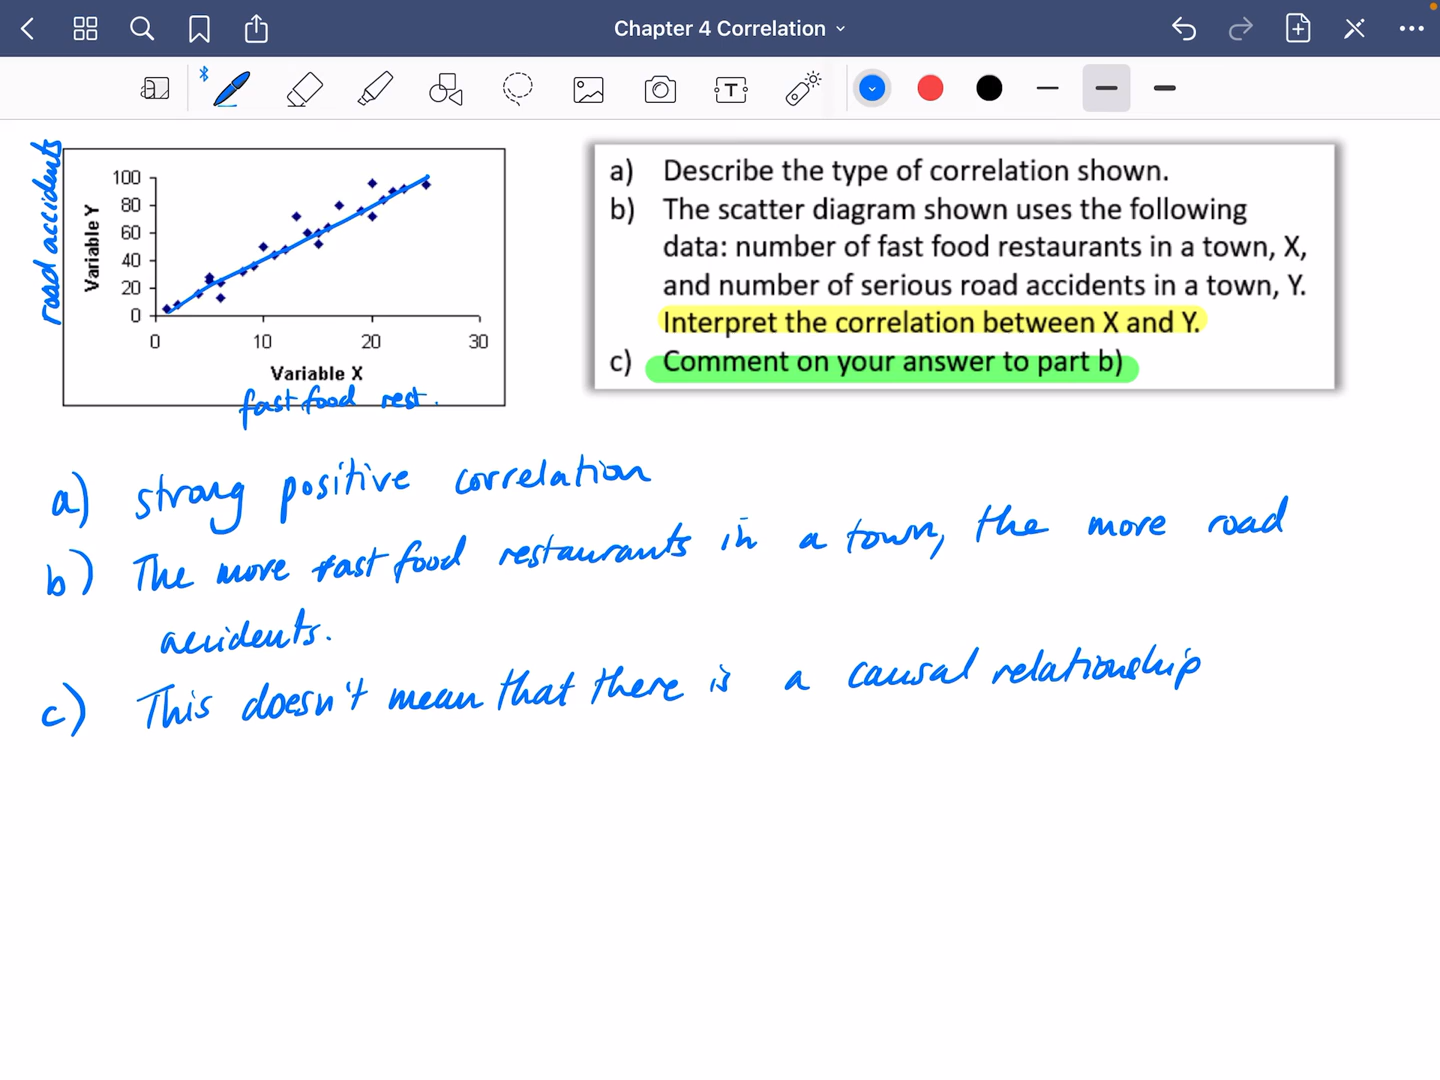 Chapter 4 Correlation
road accidents
Variable Y
100
80
60
40
20
0
0 10 20 30
Variable X
fast food rest.
a) Describe the type of correlation shown.
b) The scatter diagram shown uses the following
data: number of fast food restaurants in a town, X,
and number of serious road accidents in a town, Y.
Interpret the correlation between X and Y.
c) Comment on your answer to part b)
a) strong positive correlation
b) The more fast food restaurants in a town, the more road
accidents.
c) This doesn't mean that there is a causal relationship